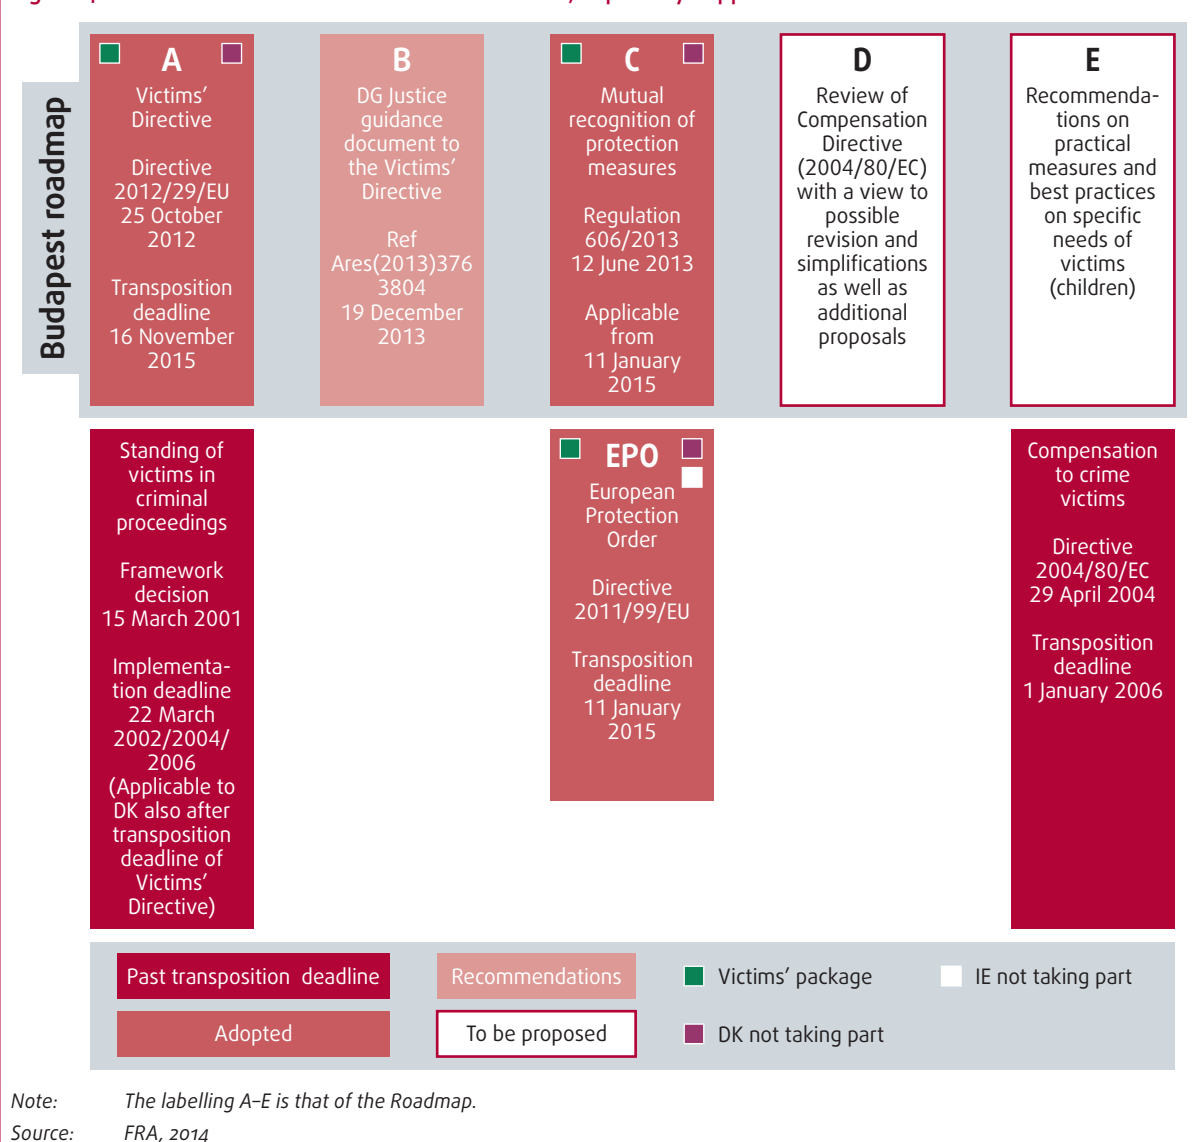 Budapest roadmap
A
Victims’
Directive
Directive
2012/29/EU
25 October
2012
Transposition
deadline
16 November
2015
B
DG Justice
guidance
document to
the Victims’
Directive
Ref
Ares(2013)376
3804
19 December
2013
C
Mutual
recognition of
protection
measures
Regulation
606/2013
12 June 2013
Applicable
from
11 January
2015
D
Review of
Compensation
Directive
(2004/80/EC)
with a view to
possible
revision and
simplifications
as well as
additional
proposals
E
Recommenda-
tions on
practical
measures and
best practices
on specific
needs of
victims
(children)
Standing of
victims in
criminal
proceedings
Framework
decision
15 March 2001
Implementa-
tion deadline
22 March
2002/2004/
2006
(Applicable to
DK also after
transposition
deadline of
Victims’
Directive)
EPO
European
Protection
Order
Directive
2011/99/EU
Transposition
deadline
11 January
2015
Compensation
to crime
victims
Directive
2004/80/EC
29 April 2004
Transposition
deadline
1 January 2006
Past transposition deadline
Recommendations
Victims’ package
IE not taking part
Adopted
To be proposed
DK not taking part
Note: The labelling A–E is that of the Roadmap.
Source: FRA, 2014